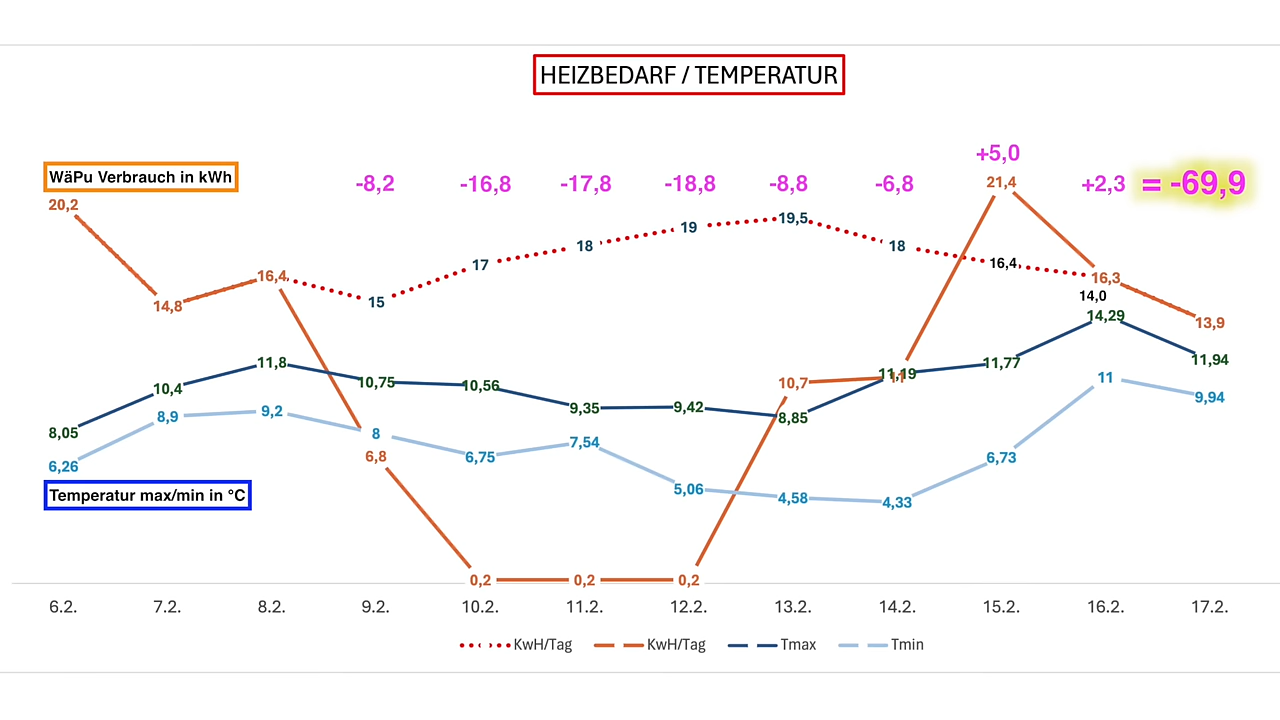 HEIZBEDARF / TEMPERATUR
+5,0
WäPu Verbrauch in kWh
-8,2 -16,8 -17,8 -18,8 -8,8 -6,8 21,4 +2,3 = -69,9
20,2
19,5
19
18 18
17
16,4 16,4 16,3
15 14,0
14,8 14,29 13,9
11,8 11,77 11,94
10,4 10,75 10,56 10,7 11,19 11 11
9,35 9,42 8,85 9,94
8,9 9,2
8,05 8 7,54
6,26 6,8 6,75 6,73
Temperatur max/min in °C
5,06 4,58 4,33
0,2 0,2 0,2
6.2. 7.2. 8.2. 9.2. 10.2. 11.2. 12.2. 13.2. 14.2. 15.2. 16.2. 17.2.
KwH/Tag KwH/Tag Tmax Tmin